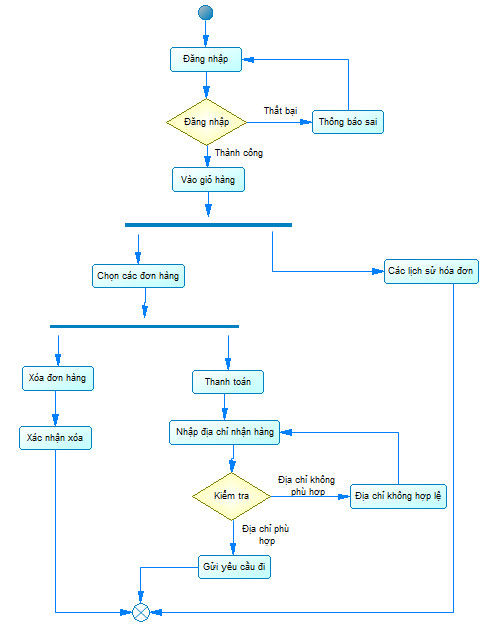 Đăng nhập
Đăng nhập
Thất bại
Thông báo sai
Thành công
Vào giỏ hàng
Chọn các đơn hàng
Các lịch sử hóa đơn
Xóa đơn hàng
Thanh toán
Xác nhận xóa
Nhập địa chỉ nhận hàng
Kiểm tra
Địa chỉ không
phù hợp
Địa chỉ không hợp lệ
Địa chỉ phù
hợp
Gửi yêu cầu đi